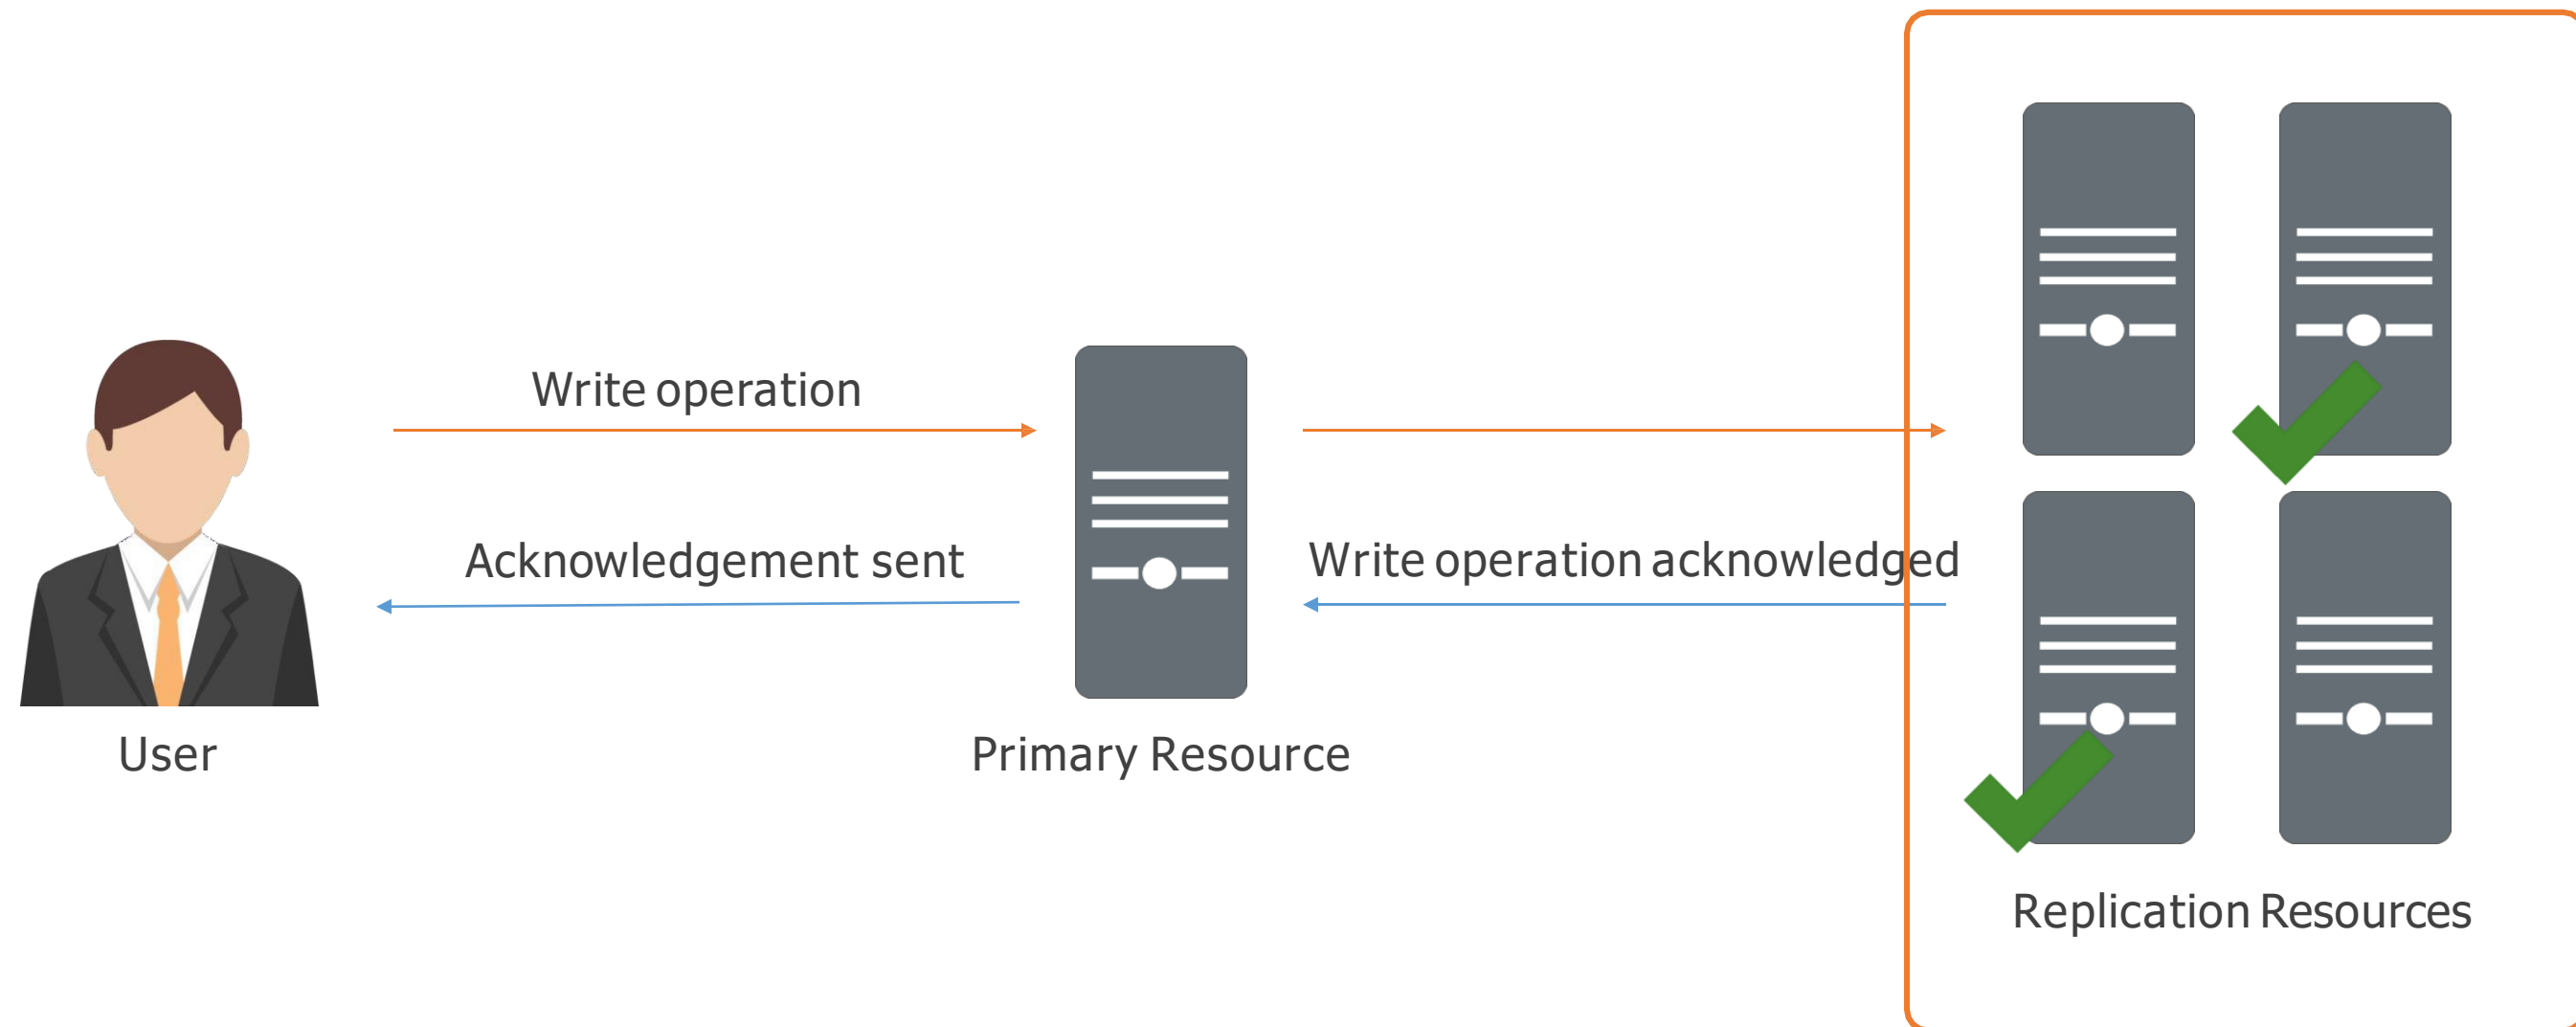 Write operation
Acknowledgement sent
Write operation acknowledged
User
Primary Resource
Replication Resources